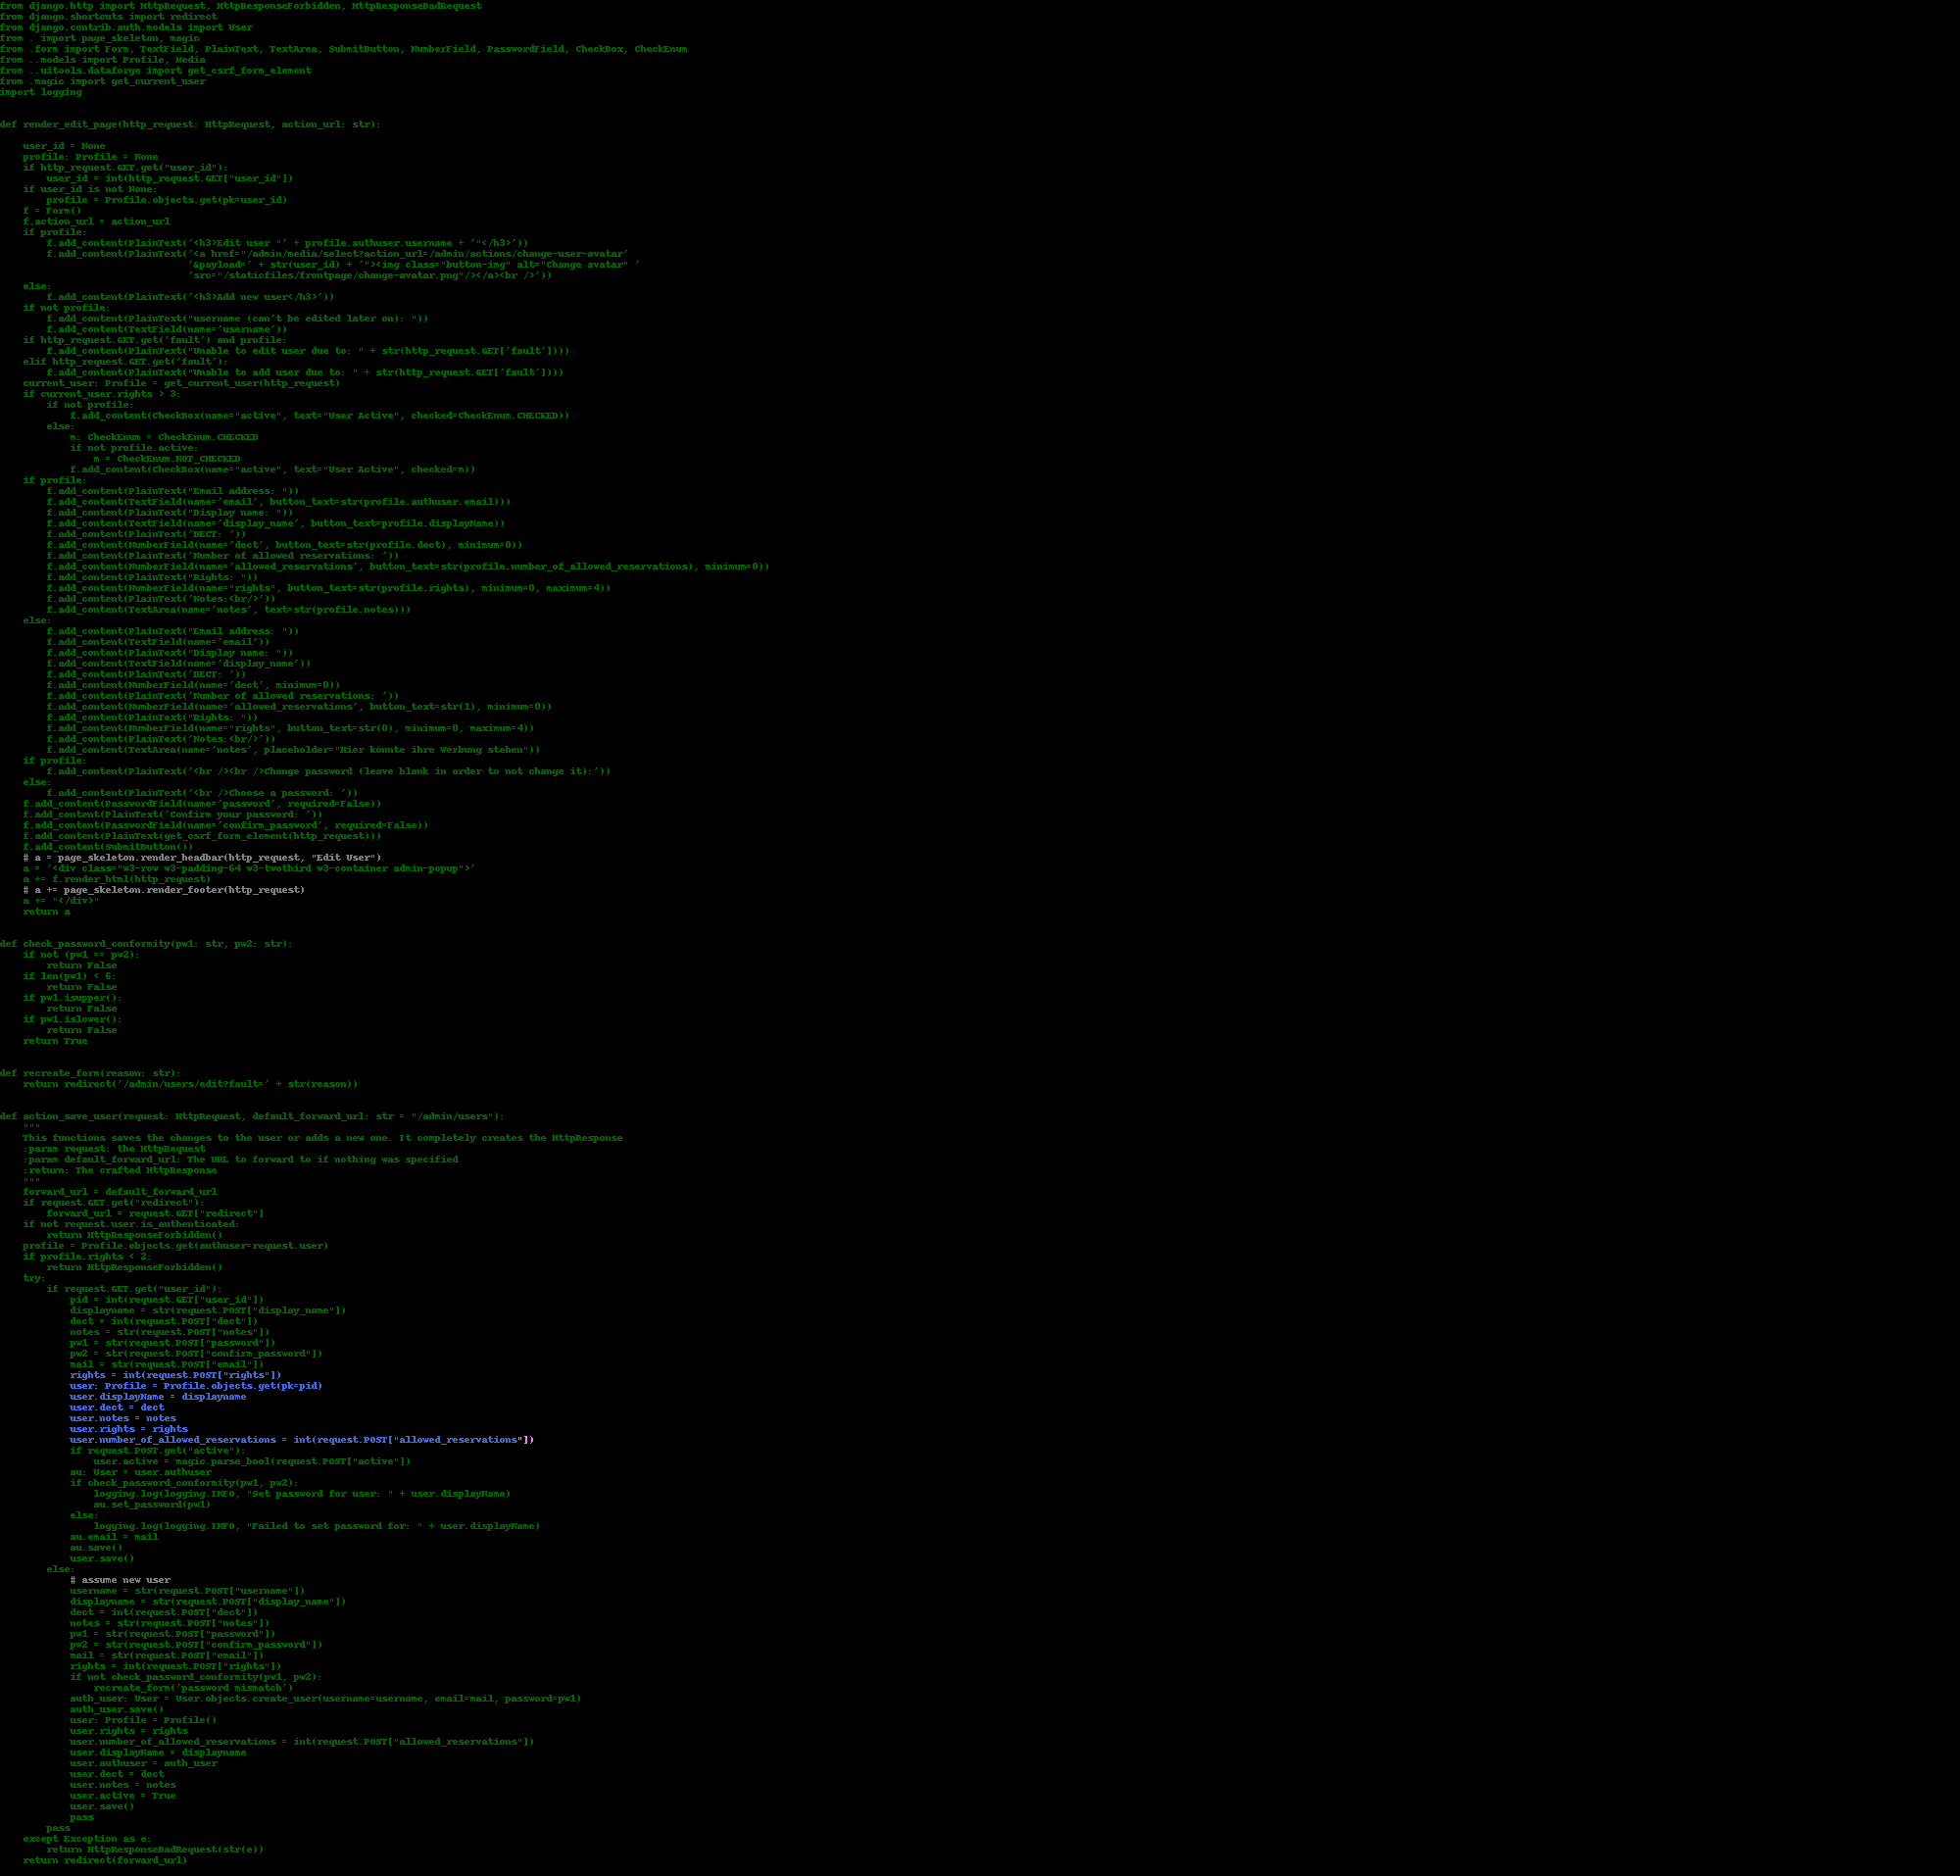 from django.http import HttpRequest, HttpResponseForbidden, HttpResponseBadRequest
from django.shortcuts import redirect
from django.contrib.auth.models import User
from . import page_skeleton, magic
from .form import Form, TextField, PlainText, TextArea, SubmitButton, NumberField, PasswordField, CheckBox, CheckEnum
from ..models import Profile, Media
from ..uitools.dataforge import get_csrf_form_element
from .magic import get_current_user
import logging
def render_edit_page(http_request: HttpRequest, action_url: str):
user_id = None
profile: Profile = None
if http_request.GET.get("user_id"):
user_id = int(http_request.GET["user_id"])
if user_id is not None:
profile = Profile.objects.get(pk=user_id)
f = Form()
f.action_url = action_url
if profile:
f.add_content(PlainText('<h3>Edit user "' + profile.authuser.username + '"</h3>'))
f.add_content(PlainText('<a href="/admin/media/select?action_url=/admin/actions/change-user-avatar'
'&payload=' + str(user_id) + '"><img class="button-img" alt="Change avatar" '
'src="/staticfiles/frontpage/change-avatar.png"/></a><br />'))
else:
f.add_content(PlainText('<h3>Add new user</h3>'))
if not profile:
f.add_content(PlainText("username (can't be edited later on): "))
f.add_content(TextField(name='username'))
if http_request.GET.get('fault') and profile:
f.add_content(PlainText("Unable to edit user due to: " + str(http_request.GET['fault'])))
elif http_request.GET.get('fault'):
f.add_content(PlainText("Unable to add user due to: " + str(http_request.GET['fault'])))
current_user: Profile = get_current_user(http_request)
if current_user.rights > 3:
if not profile:
f.add_content(CheckBox(name="active", text="User Active", checked=CheckEnum.CHECKED))
else:
m: CheckEnum = CheckEnum.CHECKED
if not profile.active:
m = CheckEnum.NOT_CHECKED
f.add_content(CheckBox(name="active", text="User Active", checked=m))
if profile:
f.add_content(PlainText("Email address: "))
f.add_content(TextField(name='email', button_text=str(profile.authuser.email)))
f.add_content(PlainText("Display name: "))
f.add_content(TextField(name='display_name', button_text=profile.displayName))
f.add_content(PlainText('DECT: '))
f.add_content(NumberField(name='dect', button_text=str(profile.dect), minimum=0))
f.add_content(PlainText('Number of allowed reservations: '))
f.add_content(NumberField(name='allowed_reservations', button_text=str(profile.number_of_allowed_reservations), minimum=0))
f.add_content(PlainText("Rights: "))
f.add_content(NumberField(name="rights", button_text=str(profile.rights), minimum=0, maximum=4))
f.add_content(PlainText('Notes:<br/>'))
f.add_content(TextArea(name='notes', text=str(profile.notes)))
else:
f.add_content(PlainText("Email address: "))
f.add_content(TextField(name='email'))
f.add_content(PlainText("Display name: "))
f.add_content(TextField(name='display_name'))
f.add_content(PlainText('DECT: '))
f.add_content(NumberField(name='dect', minimum=0))
f.add_content(PlainText('Number of allowed reservations: '))
f.add_content(NumberField(name='allowed_reservations', button_text=str(1), minimum=0))
f.add_content(PlainText("Rights: "))
f.add_content(NumberField(name="rights", button_text=str(0), minimum=0, maximum=4))
f.add_content(PlainText('Notes:<br/>'))
f.add_content(TextArea(name='notes', placeholder="Hier könnte ihre Werbung stehen"))
if profile:
f.add_content(PlainText('<br /><br />Change password (leave blank in order to not change it):'))
else:
f.add_content(PlainText('<br />Choose a password: '))
f.add_content(PasswordField(name='password', required=False))
f.add_content(PlainText('Confirm your password: '))
f.add_content(PasswordField(name='confirm_password', required=False))
f.add_content(PlainText(get_csrf_form_element(http_request)))
f.add_content(SubmitButton())
# a = page_skeleton.render_headbar(http_request, "Edit User")
a = '<div class="w3-row w3-padding-64 w3-twothird w3-container admin-popup">'
a += f.render_html(http_request)
# a += page_skeleton.render_footer(http_request)
a += "</div>"
return a
def check_password_conformity(pw1: str, pw2: str):
if not (pw1 == pw2):
return False
if len(pw1) < 6:
return False
if pw1.isupper():
return False
if pw1.islower():
return False
return True
def recreate_form(reason: str):
return redirect('/admin/users/edit?fault=' + str(reason))
def action_save_user(request: HttpRequest, default_forward_url: str = "/admin/users"):
"""
This functions saves the changes to the user or adds a new one. It completely creates the HttpResponse
:param request: the HttpRequest
:param default_forward_url: The URL to forward to if nothing was specified
:return: The crafted HttpResponse
"""
forward_url = default_forward_url
if request.GET.get("redirect"):
forward_url = request.GET["redirect"]
if not request.user.is_authenticated:
return HttpResponseForbidden()
profile = Profile.objects.get(authuser=request.user)
if profile.rights < 2:
return HttpResponseForbidden()
try:
if request.GET.get("user_id"):
pid = int(request.GET["user_id"])
displayname = str(request.POST["display_name"])
dect = int(request.POST["dect"])
notes = str(request.POST["notes"])
pw1 = str(request.POST["password"])
pw2 = str(request.POST["confirm_password"])
mail = str(request.POST["email"])
rights = int(request.POST["rights"])
user: Profile = Profile.objects.get(pk=pid)
user.displayName = displayname
user.dect = dect
user.notes = notes
user.rights = rights
user.number_of_allowed_reservations = int(request.POST["allowed_reservations"])
if request.POST.get("active"):
user.active = magic.parse_bool(request.POST["active"])
au: User = user.authuser
if check_password_conformity(pw1, pw2):
logging.log(logging.INFO, "Set password for user: " + user.displayName)
au.set_password(pw1)
else:
logging.log(logging.INFO, "Failed to set password for: " + user.displayName)
au.email = mail
au.save()
user.save()
else:
# assume new user
username = str(request.POST["username"])
displayname = str(request.POST["display_name"])
dect = int(request.POST["dect"])
notes = str(request.POST["notes"])
pw1 = str(request.POST["password"])
pw2 = str(request.POST["confirm_password"])
mail = str(request.POST["email"])
rights = int(request.POST["rights"])
if not check_password_conformity(pw1, pw2):
recreate_form('password mismatch')
auth_user: User = User.objects.create_user(username=username, email=mail, password=pw1)
auth_user.save()
user: Profile = Profile()
user.rights = rights
user.number_of_allowed_reservations = int(request.POST["allowed_reservations"])
user.displayName = displayname
user.authuser = auth_user
user.dect = dect
user.notes = notes
user.active = True
user.save()
pass
pass
except Exception as e:
return HttpResponseBadRequest(str(e))
return redirect(forward_url)